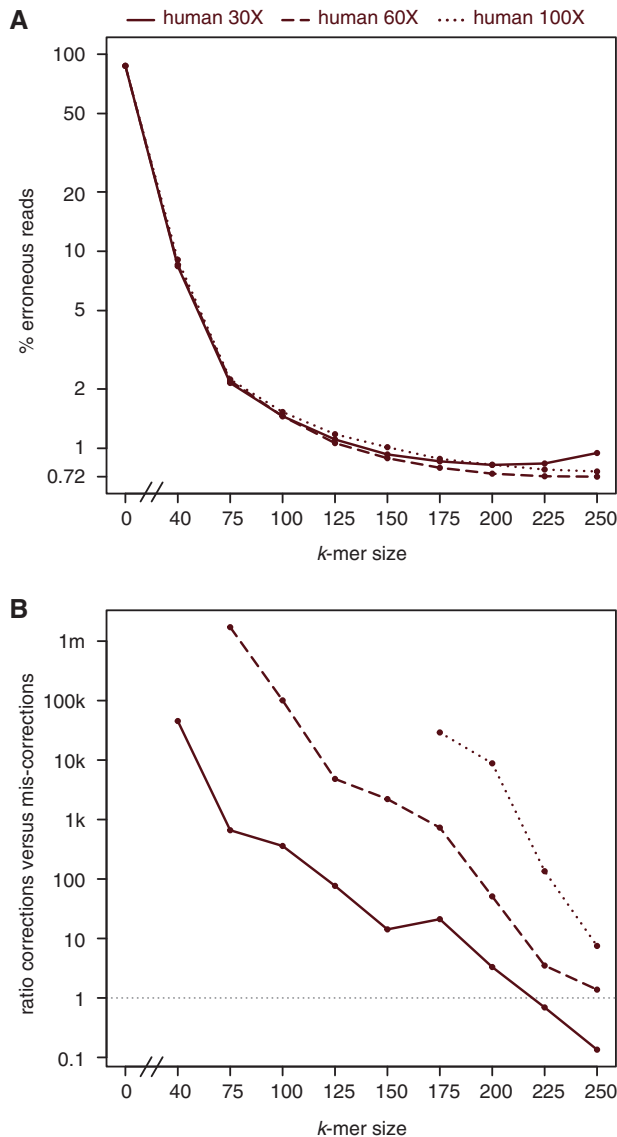 A
human 30X human 60X human 100X
100
50
20
10
5
2
1
0.72
% erroneous reads
0 40 75 100 125 150 175 200 225 250
k-mer size
B
1m
100k
10k
1k
100
10
1
0.1
ratio corrections versus mis-corrections
0 40 75 100 125 150 175 200 225 250
k-mer size